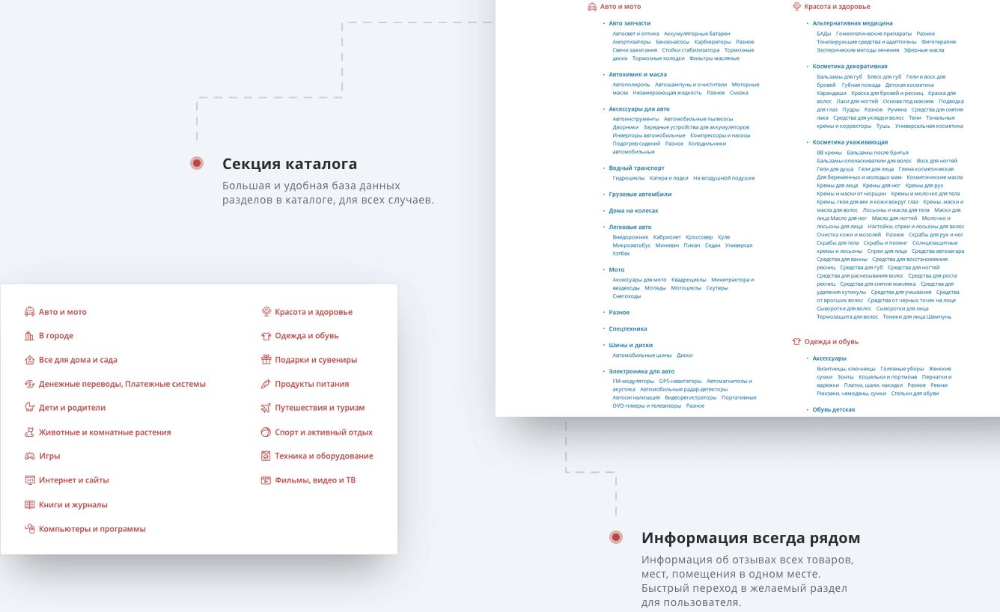 Авто и мото
Авто запчасти
Автосвет и оптика Аккумуляторные батареи
Амортизаторы Бензонасосы Карбюраторы Разное
Свечи зажигания Стойки стабилизатора Тормозные
диски Тормозные колодки Фильтры масляные
Автохимия и масла
Автополироль Автошампунь и очистители Моторные
масла Незамерзающая жидкость Разное Смазка
Аксессуары для авто
Автоинструменты Автомобильные пылесосы
Дворники Зарядные устройства для аккумуляторов
Инверторы автомобильные Компрессоры и насосы
Подогрев сидений Разное Холодильники
автомобильные
Водный транспорт
Гидроциклы Катера и лодки На воздушной подушке
Грузовые автомбили
Дома на колесах
Легковые авто
Внедорожник Кабриолет Кроссовер Купе
Микроавтобус Минивэн Пикап Седан Универсал
Хэтбек
Мото
Аксессуары для мото Квадроциклы Минитрактора и
вездеходы Мопеды Мотоциклы Скутеры
Снегоходы
Разное
Спецтехника
Шины и диски
Автомобильные шины Диски
Электроника для авто
FM-модуляторы GPS-навигаторы Автомагнитолы и
акустика Автомобильные радар-детекторы
Автосигнализация Видеорегистраторы Портативные
DVD-плееры и телевизоры Разное
Красота и здоровье
Альтернативная медицина
БАДы Гомеопатические препараты Разное
Тонизирующие средства и адаптогены Фитотерапия
Эзотерические методы лечения Эфирные масла
Косметика декоративная
Бальзамы для губ Блеск для губ Гели и воск для
бровей Губная помада Детская косметика
Карандаши Краска для бровей и ресниц Краска для
волос Лаки для ногтей Основа под макияж Подводка
для глаз Пудры Разное Румяна Средства для снятия
лака Средства для укладки волос Тени Тональные
кремы и корректоры Тушь Универсальная косметика
Косметика ухаживающая
BB кремы Бальзамы после бритья
Бальзамы-ополаскиватели для волос Воск для ногтей
Гели для душа Гели для лица Глина косметическая
Для беременных и молодых мам Косметические масла
Кремы для лица Кремы для ног Кремы для рук
Кремы и маски от морщин Кремы и молочко для тела
Кремы, гели для век и кожи вокруг глаз Кремы, маски и
масла для волос Лосьоны и масла для тела Маски для
лица Масло для ног Масло для ногтей Молочко и
лосьоны для лица Настойки, спреи и лосьоны для волос
Очистка кожи и мозолей Разное Скрабы для рук и ног
Скрабы для тела Скрабы и пилинг Солнцезащитные
кремы и лосьоны Спреи для лица Средства автозагара
Средства для ванны Средства для восстановления
ресниц Средства для губ Средства для ногтей
Средства для расчесывания волос Средства для роста
ресниц Средства для снятия макияжа Средства для
удаления кутикулы Средства для умывания Средства
от вросших волос Средства от черных точек на лице
Сыворотки для волос Сыворотки для лица
Термозащита для волос Тоники для лица Шампунь
Одежда и обувь
Аксессуары
Визитницы, ключницы Головные уборы Женские
сумки Зонты Кошельки и портмоне Перчатки и
варежки Платки, шали, накидки Разное Ремни
Рюкзаки, чемоданы, сумки Стельки для обуви
Обувь детская
Секция каталога
Большая и удобная база данных
разделов в каталоге, для всех случаев.
Авто и мото
В городе
Все для дома и сада
Денежные переводы, Платежные системы
Дети и родители
Животные и комнатные растения
Игры
Интернет и сайты
Книги и журналы
Компьютеры и программы
Красота и здоровье
Одежда и обувь
Подарки и сувениры
Продукты питания
Путешествия и туризм
Спорт и активный отдых
Техника и оборудование
Фильмы, видео и ТВ
Информация всегда рядом
Информация об отзывах всех товаров,
мест, помещения в одном месте.
Быстрый переход в желаемый раздел
для пользователя.